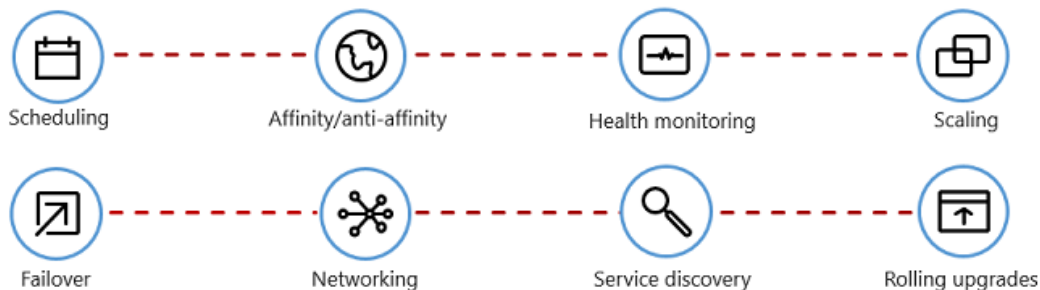 Scheduling
Affinity/anti-affinity
Health monitoring
Scaling
Failover
Networking
Service discovery
Rolling upgrades